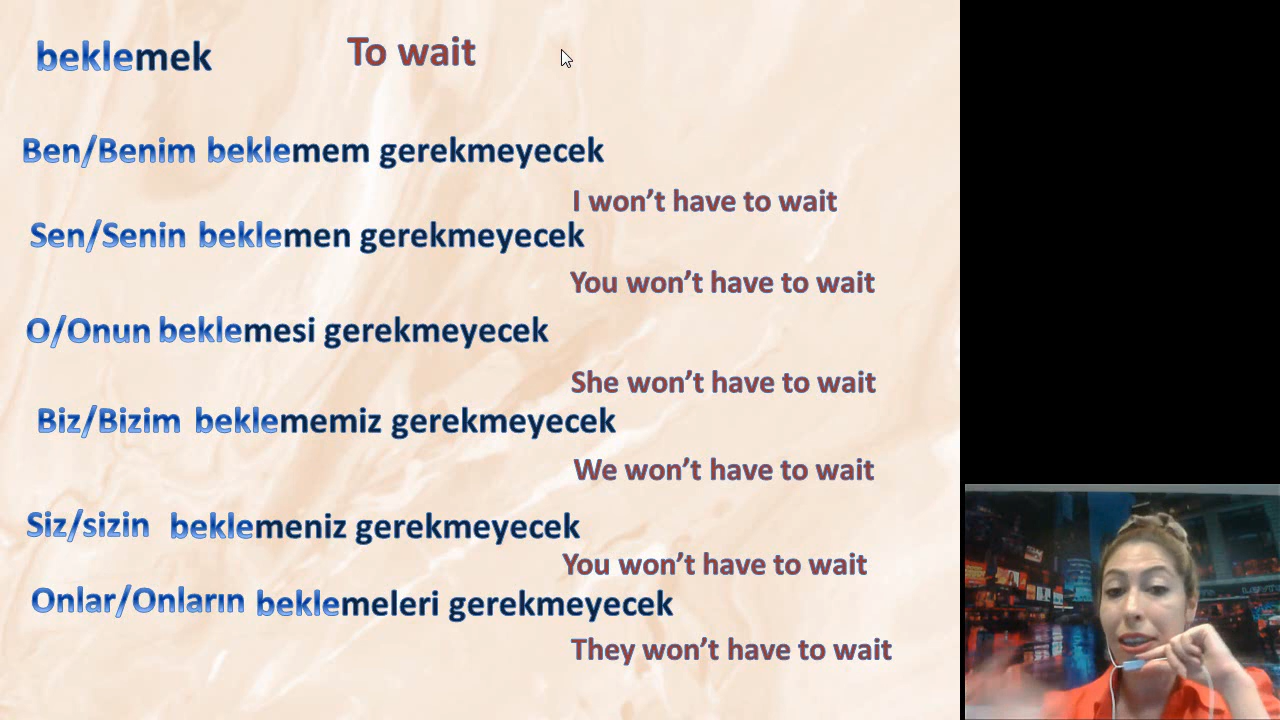 beklemek To wait
Ben/Benim beklemem gerekmeyecek
I won't have to wait
Sen/Senin beklemen gerekmeyecek
You won't have to wait
O/Onun beklemesi gerekmeyecek
She won't have to wait
Biz/Bizim beklememiz gerekmeyecek
We won't have to wait
Siz/sizin beklemeniz gerekmeyecek
You won't have to wait
Onlar/Onların beklemeleri gerekmeyecek
They won't have to wait